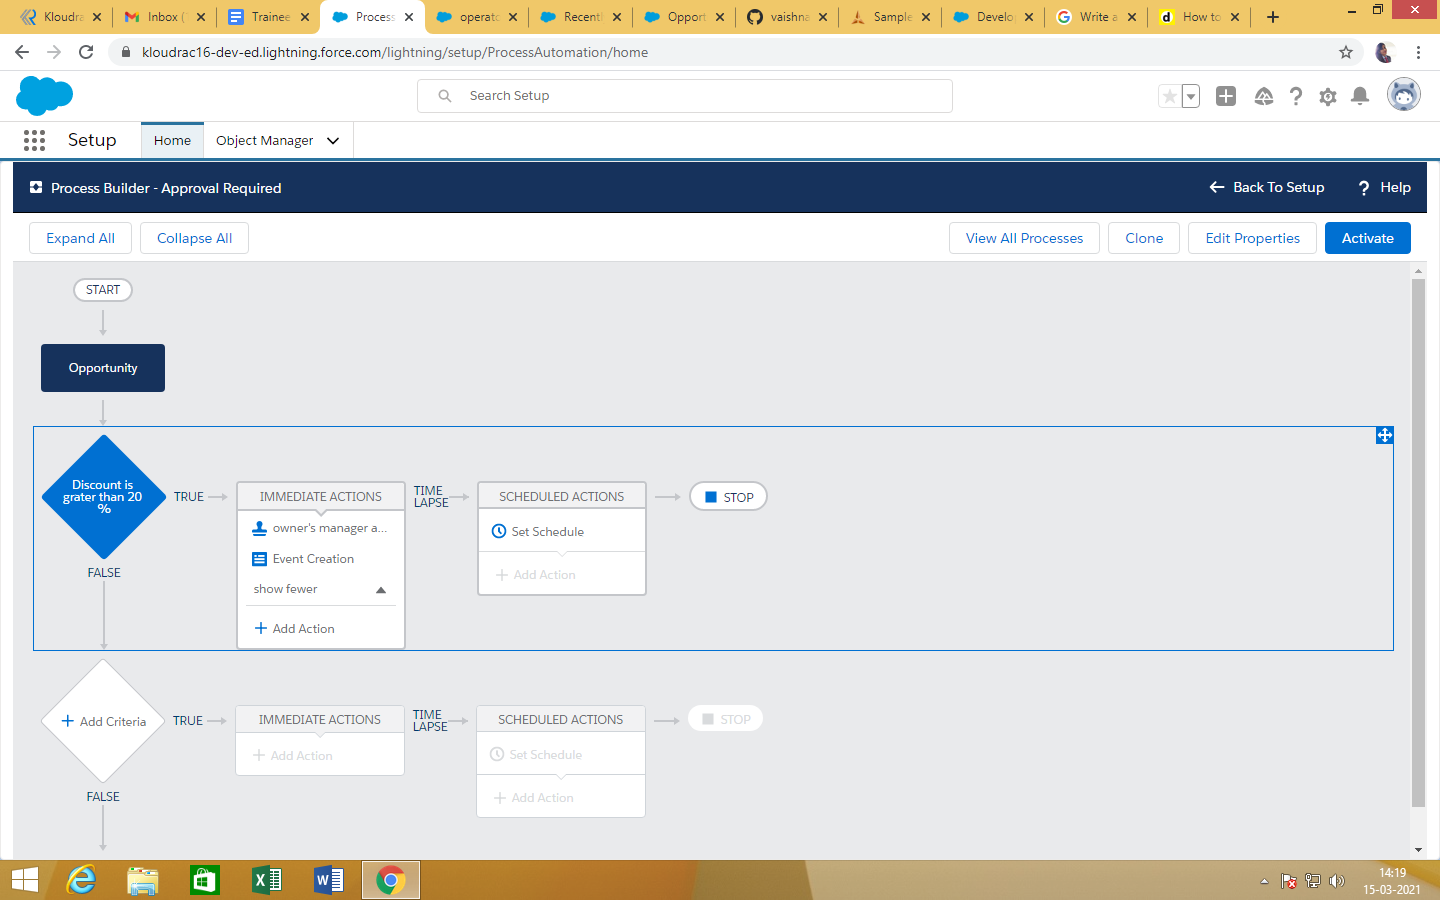 Kloudra
Inbox (
Trainee
Process
operato
Recent
Opport
vaishna
Sample
Develo
Write a
How to
kloudrac16-dev-ed.lightning.force.com/lightning/setup/ProcessAutomation/home
Search Setup
Setup
Home
Object Manager
Process Builder - Approval Required
Back To Setup
? Help
Expand All
Collapse All
View All Processes
Clone
Edit Properties
Activate
START
Opportunity
Discount is
grater than 20
%
TRUE
IMMEDIATE ACTIONS
owner's manager a...
Event Creation
show fewer
+ Add Action
TIME
LAPSE
SCHEDULED ACTIONS
Set Schedule
+ Add Action
STOP
FALSE
+ Add Criteria
TRUE
IMMEDIATE ACTIONS
+ Add Action
TIME
LAPSE
SCHEDULED ACTIONS
Set Schedule
+ Add Action
STOP
FALSE
14:19
15-03-2021